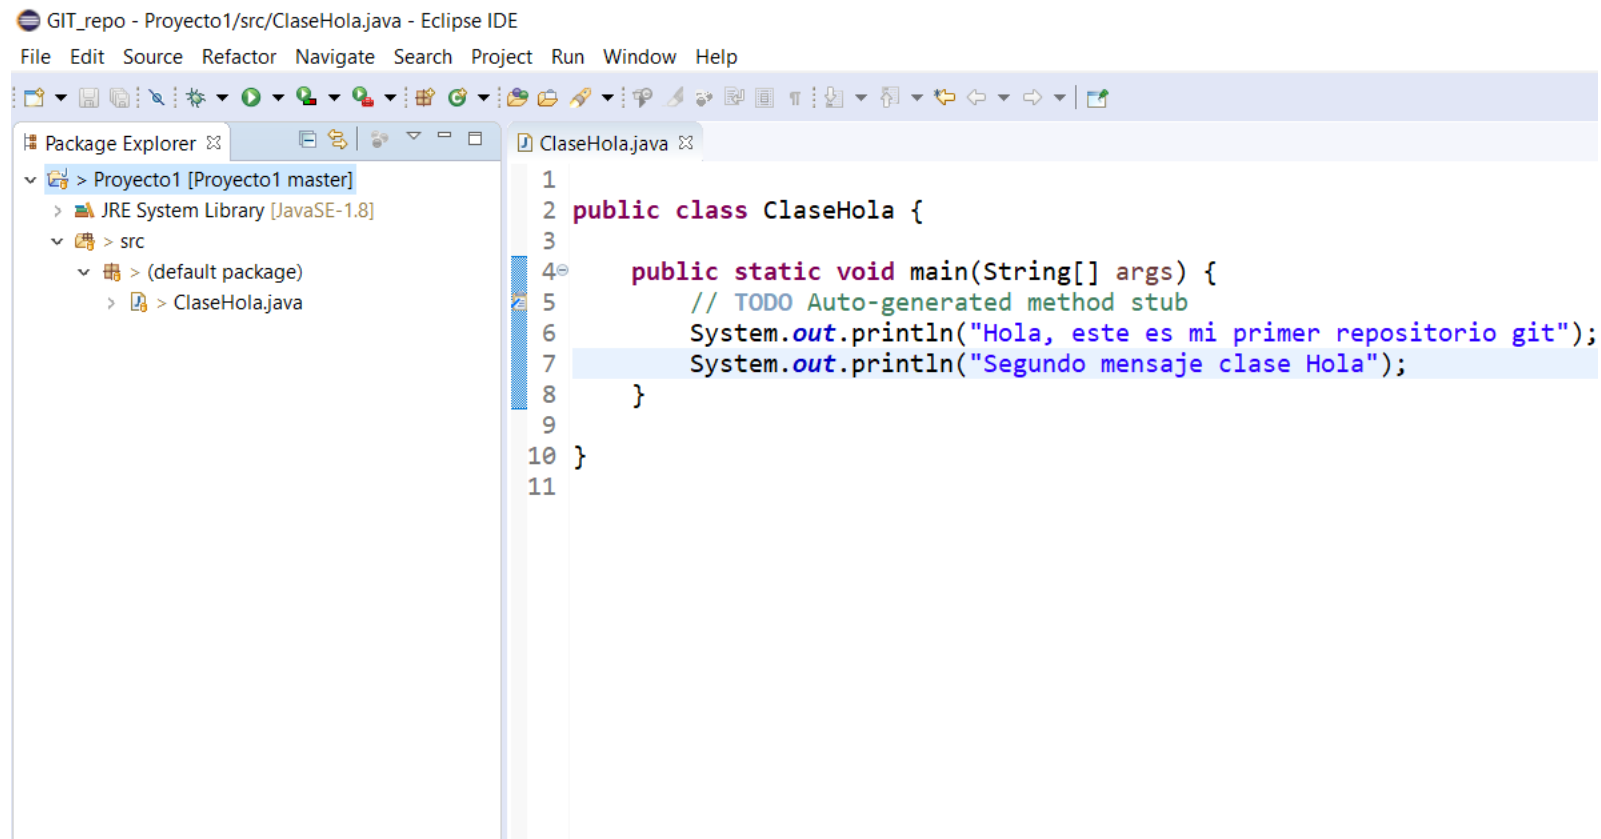 GIT_repo - Proyecto1/src/ClaseHola.java - Eclipse IDE
File Edit Source Refactor Navigate Search Project Run Window Help
Package Explorer
> Proyecto1 [Proyecto1 master]
JRE System Library [JavaSE-1.8]
> src
> (default package)
> ClaseHola.java
ClaseHola.java
1
2 public class ClaseHola {
3
4 public static void main(String[] args) {
5 // TODO Auto-generated method stub
6 System.out.println("Hola, este es mi primer repositorio git");
7 System.out.println("Segundo mensaje clase Hola");
8 }
9
10 }
11